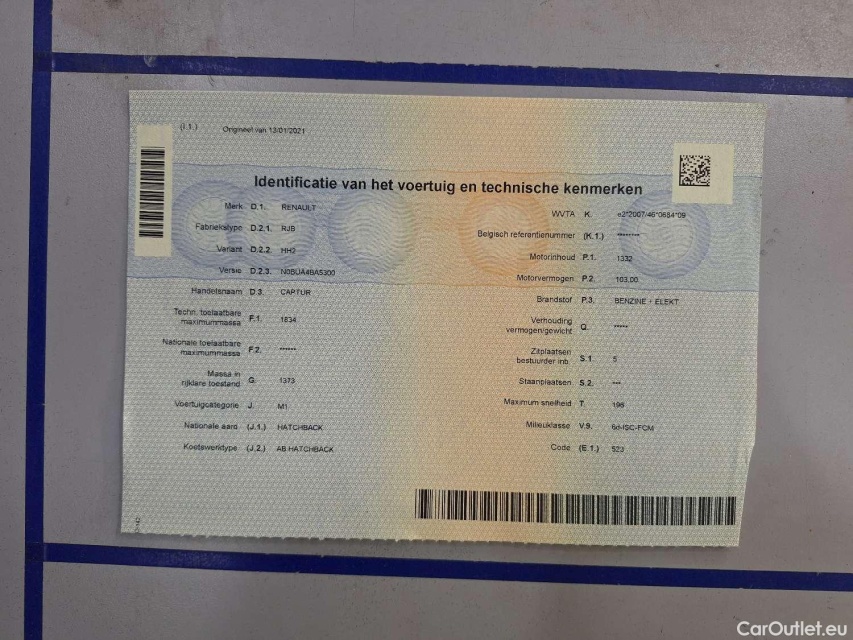 (I.1.) Origineel van 13/01/2021
Identificatie van het voertuig en technische kenmerken
Merk D.1. RENAULT
Fabriekstype D.2.1. RJB
Variant D.2.2. HH2
Versie D.2.3. N0BUA4BA5300
Handelsnaam D.3. CAPTUR
Techn. toelaatbare
maximummassa F.1. 1834
Nationale toelaatbare
maximummassa F.2. ******
Massa in
rijklare toestand G. 1373
Voertuigcategorie J. M1
Nationale aard (J.1.) HATCHBACK
Koetswerktype (J.2.) AB HATCHBACK
WVTA K. e2*2007/46*0684*09
Belgisch referentienummer (K.1.) ********
Motorinhoud P.1. 1332
Motorvermogen P.2. 103.00
Brandstof P.3. BENZINE + ELEKT
Verhouding
vermogen/gewicht Q. *****
Zitplaatsen
bestuurder inb. S.1 5
Staanplaatsen S.2. ***
Maximum snelheid T. 196
Milieuklasse V.9. 6d-ISC-FCM
Code (E.1.) 523
CarOutlet.eu